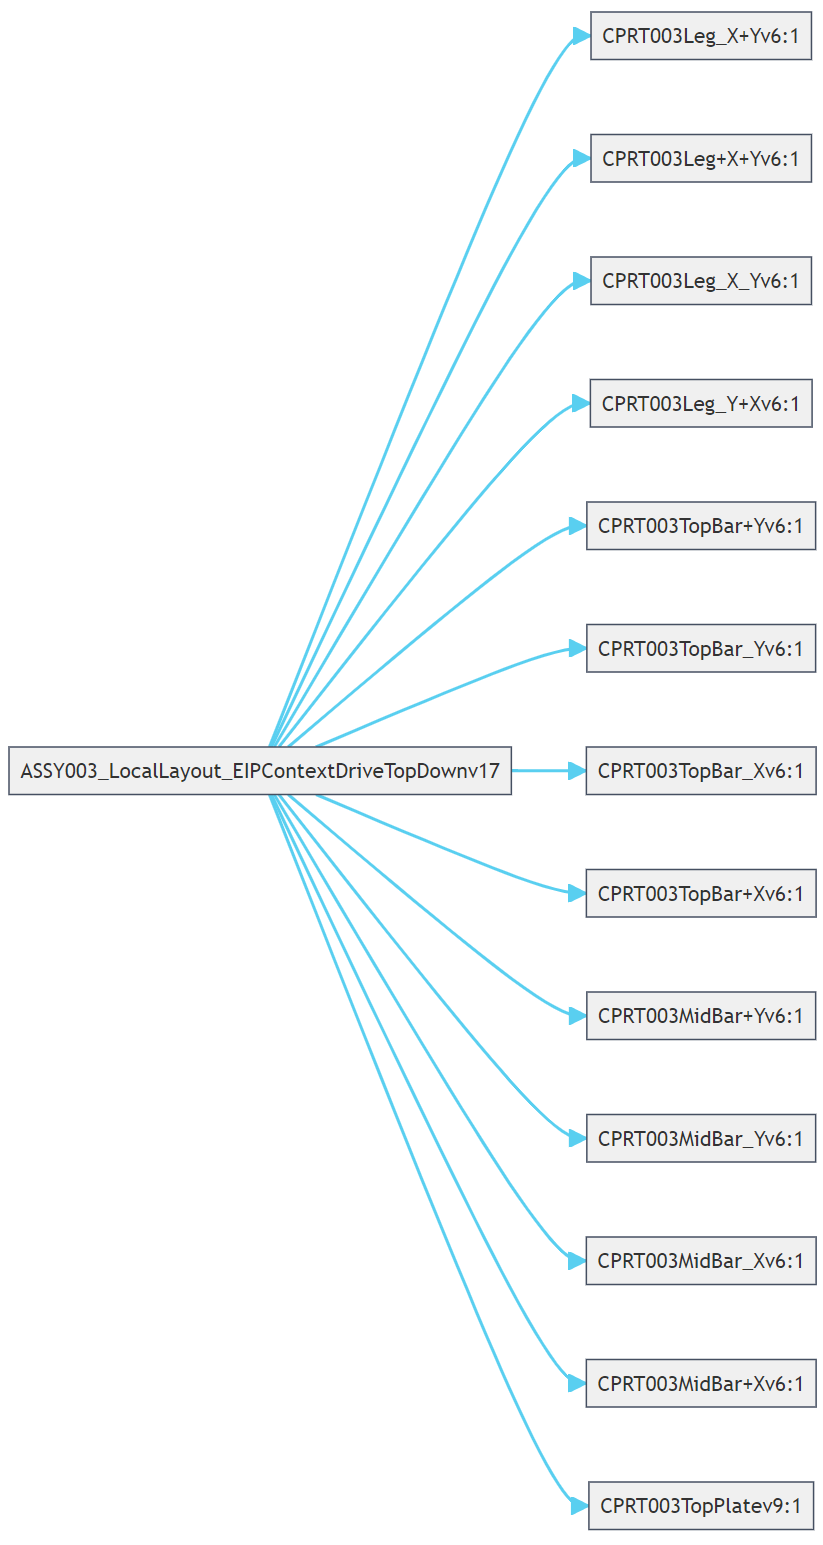 CPRT003Leg_X+Yv6:1
CPRT003Leg+X+Yv6:1
CPRT003Leg_X_Yv6:1
CPRT003Leg_Y+Xv6:1
CPRT003TopBar+Yv6:1
CPRT003TopBar_Yv6:1
ASSY003_LocalLayout_EIPContextDriveTopDownv17
CPRT003TopBar_Xv6:1
CPRT003TopBar+Xv6:1
CPRT003MidBar+Yv6:1
CPRT003MidBar_Yv6:1
CPRT003MidBar_Xv6:1
CPRT003MidBar+Xv6:1
CPRT003TopPlatev9:1